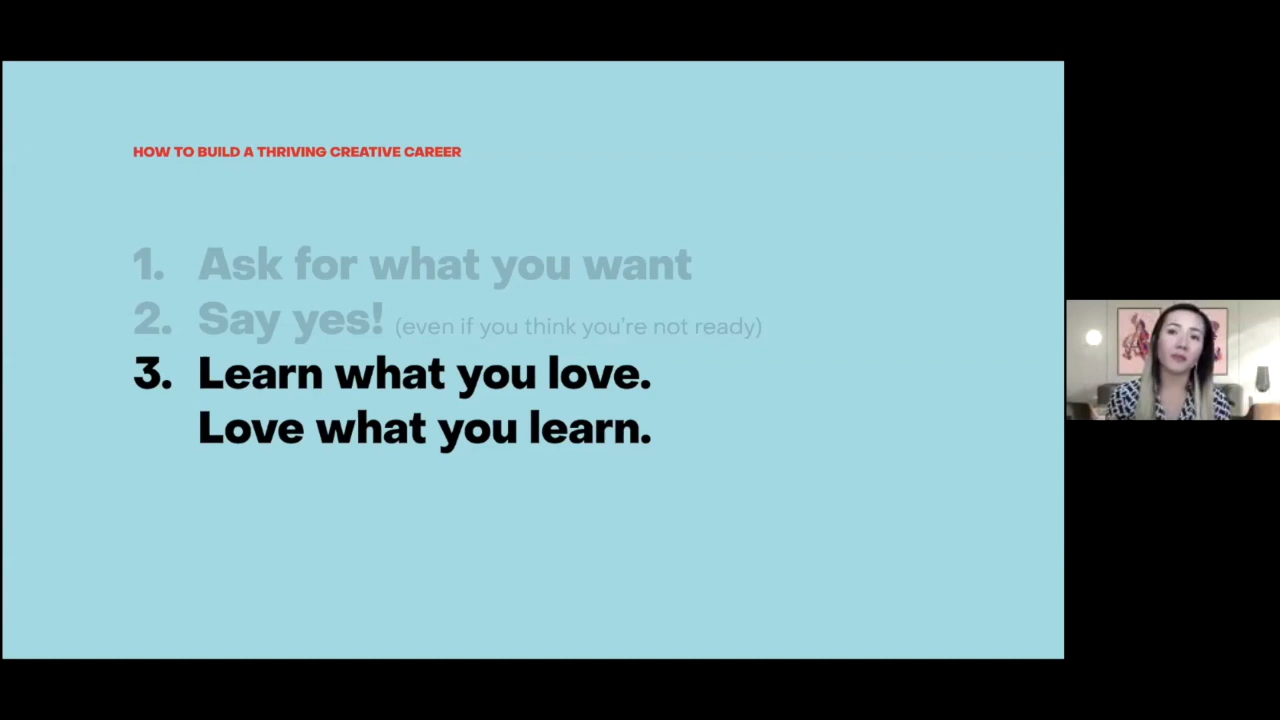 HOW TO BUILD A THRIVING CREATIVE CAREER
1. Ask for what you want
2. Say yes! (even if you think you're not ready)
3. Learn what you love.
Love what you learn.